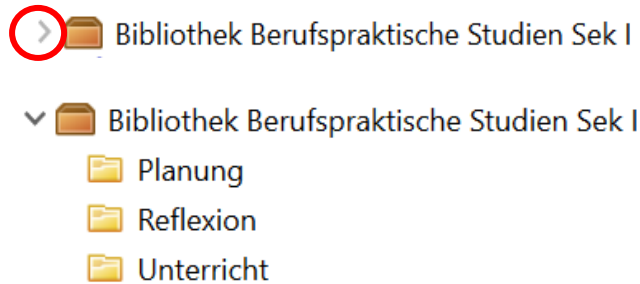 Bibliothek Berufspraktische Studien Sek I
Bibliothek Berufspraktische Studien Sek I
Planung
Reflexion
Unterricht